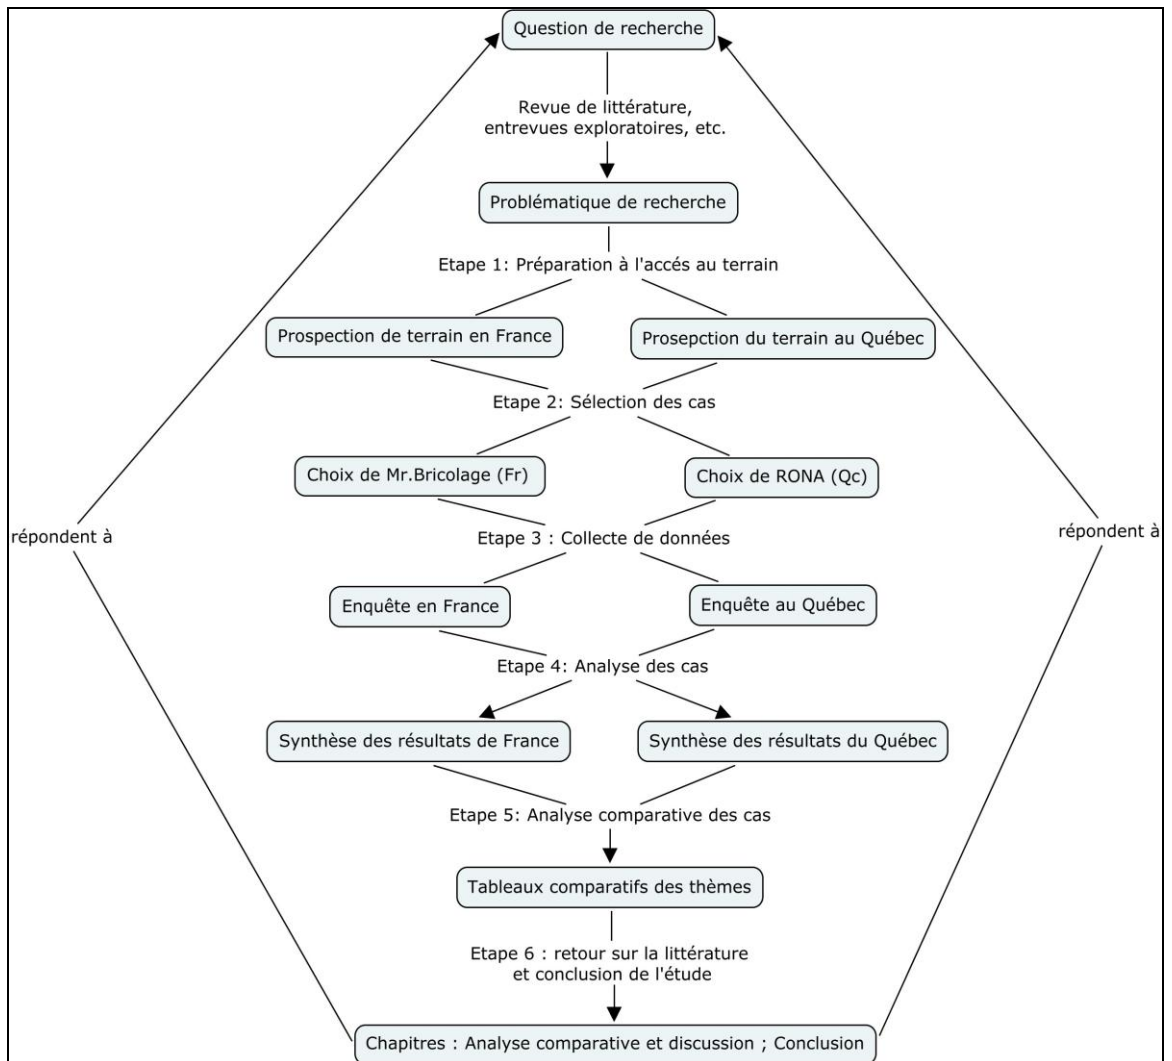 Question de recherche
Revue de littérature,
entrevues exploratoires, etc.
Problématique de recherche
Etape 1: Préparation à l'accés au terrain
Prospection de terrain en France
Prosepction du terrain au Québec
Etape 2: Sélection des cas
Choix de Mr.Bricolage (Fr)
Choix de RONA (Qc)
répondent à
Etape 3 : Collecte de données
répondent à
Enquête en France
Enquête au Québec
Etape 4: Analyse des cas
Synthèse des résultats de France
Synthèse des résultats du Québec
Etape 5: Analyse comparative des cas
Tableaux comparatifs des thèmes
Etape 6 : retour sur la littérature
et conclusion de l'étude
Chapitres : Analyse comparative et discussion ; Conclusion